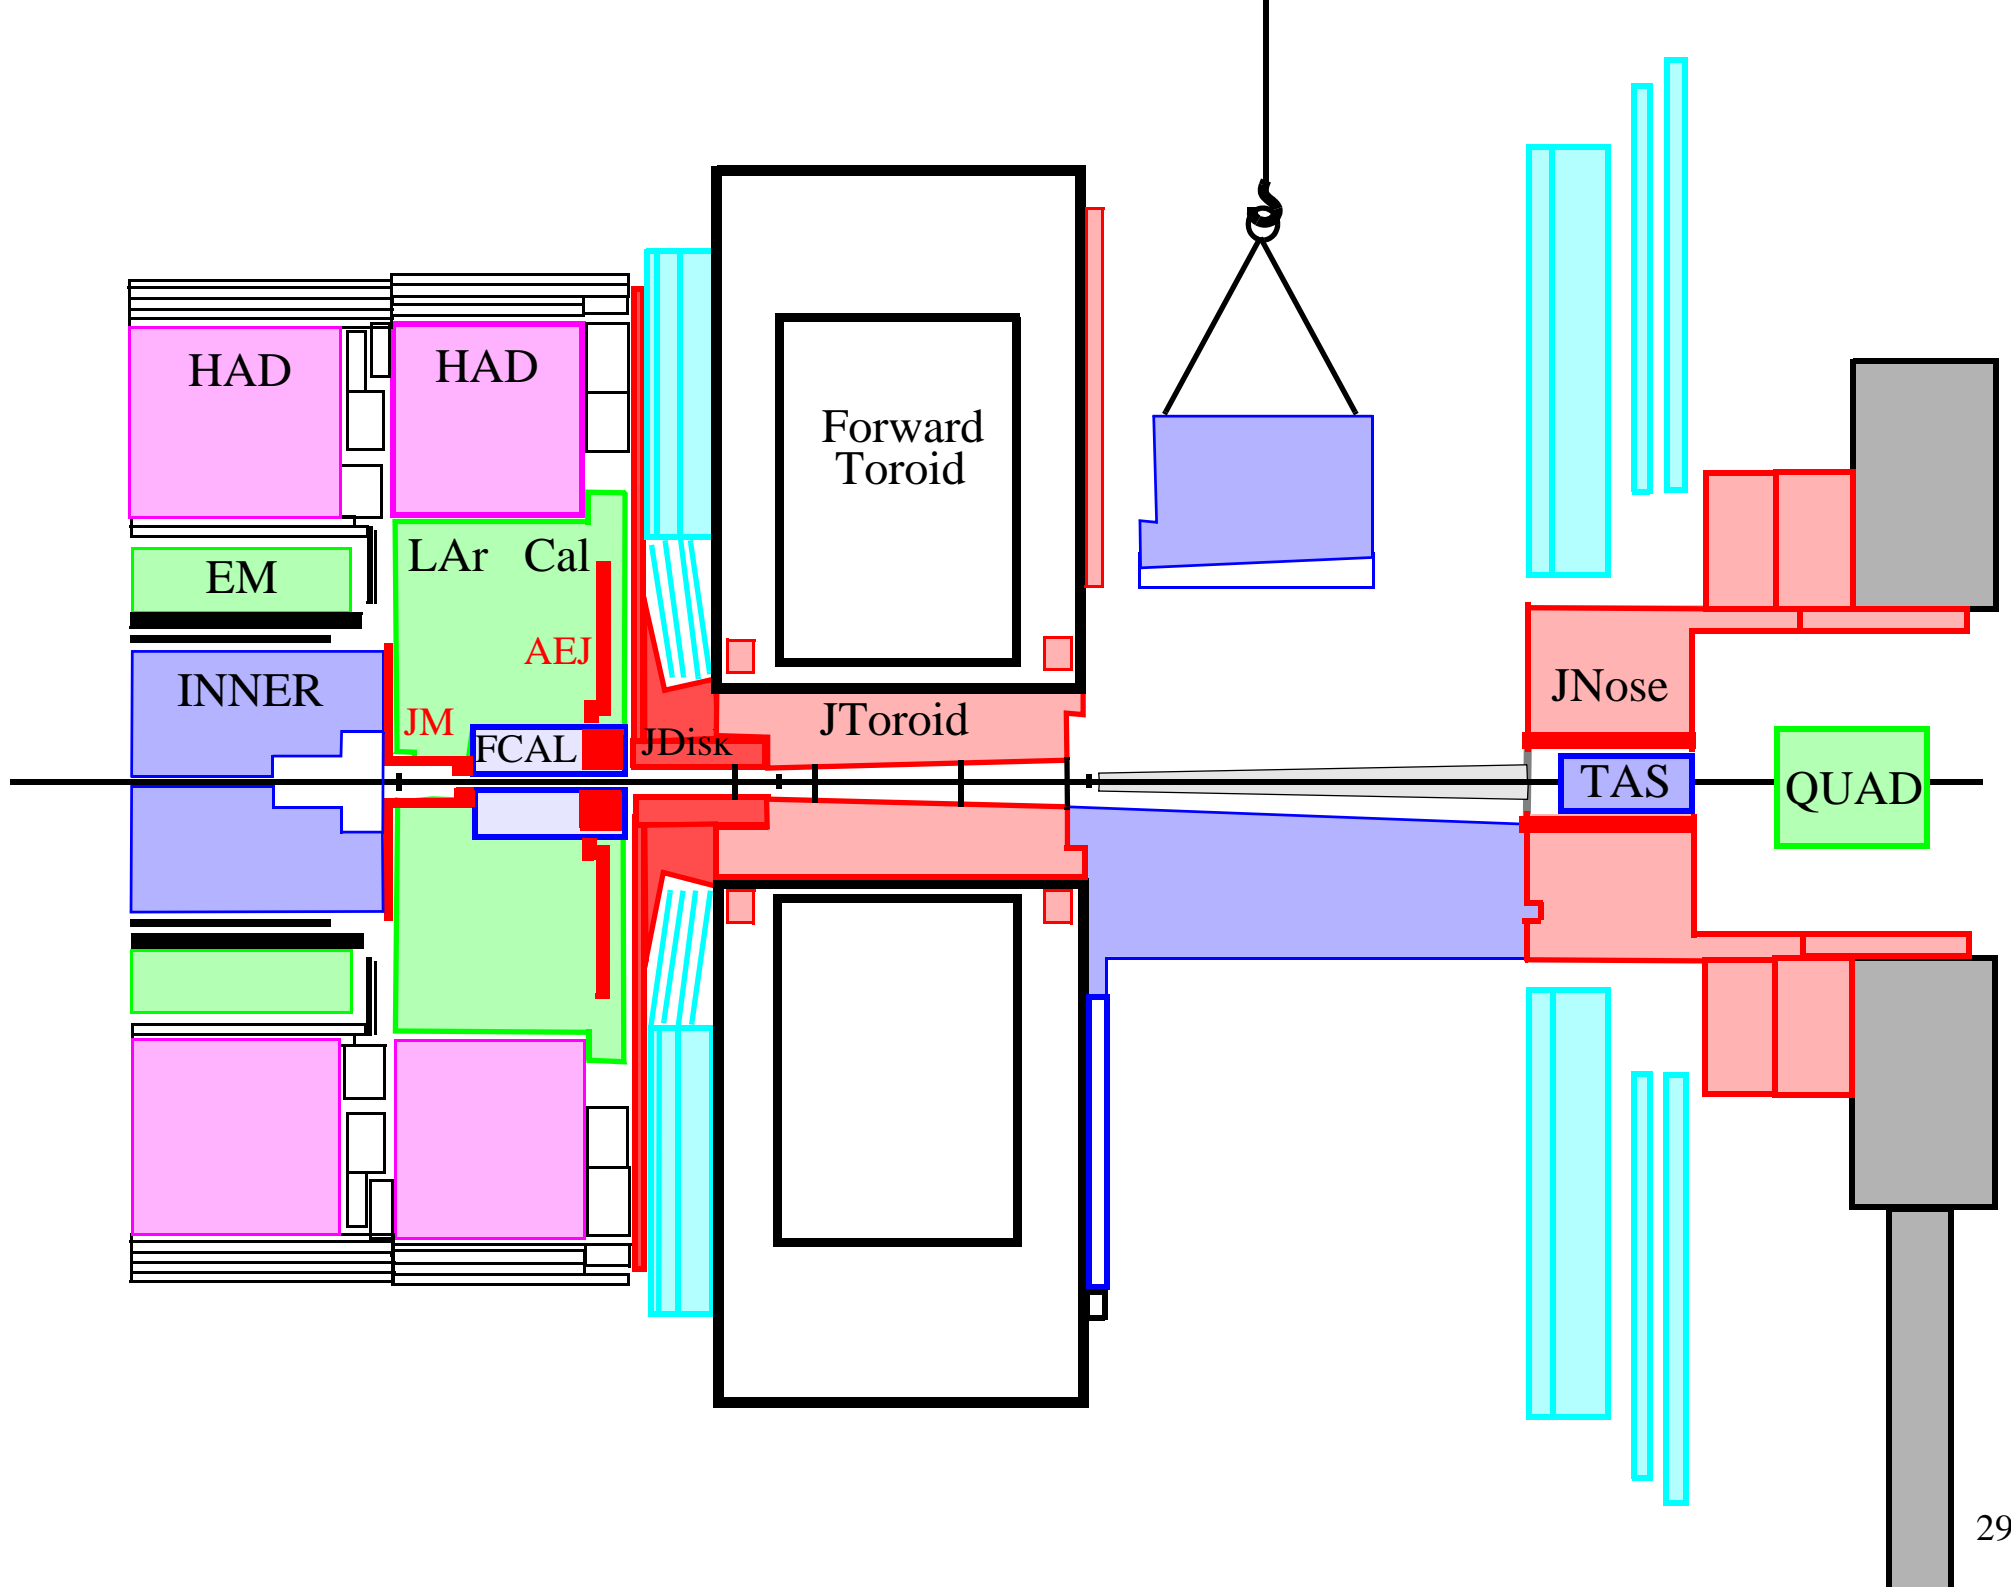 HAD
HAD
Forward
Toroid
LAr Cal
EM
AEJ
INNER
JM
FCAL
JDisk
JToroid
JNose
TAS
QUAD
29